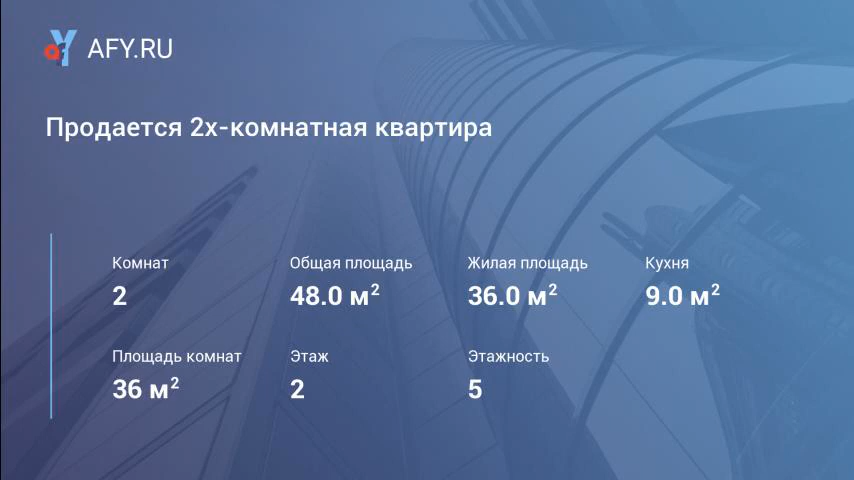 AFY.RU
Продается 2х-комнатная квартира
Комнат
2
Общая площадь
48.0 м²
Жилая площадь
36.0 м²
Кухня
9.0 м²
Площадь комнат
36 м²
Этаж
2
Этажность
5